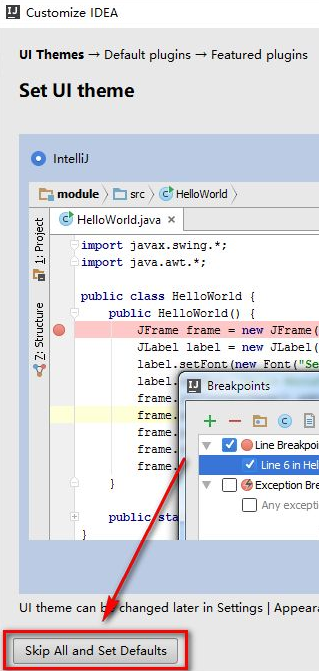 Customize IDEA
UI Themes → Default plugins → Featured plugins
Set UI theme
IntelliJ
module
src
HelloWorld
HelloWorld.java
1: Project
Z: Structure
import javax.swing.*;
import java.awt.*;
public class HelloWorld {
public HelloWorld() {
JFrame frame = new JFrame(
JLabel label = new JLabel(
label.setFont(new Font("Se
label.
frame.
frame.
frame.
frame.
frame.
}
public sta
}
Breakpoints
Line Breakpoi
Line 6 in Hel
Exception Bre
Any exceptio
UI theme can be changed later in Settings | Appeara
Skip All and Set Defaults